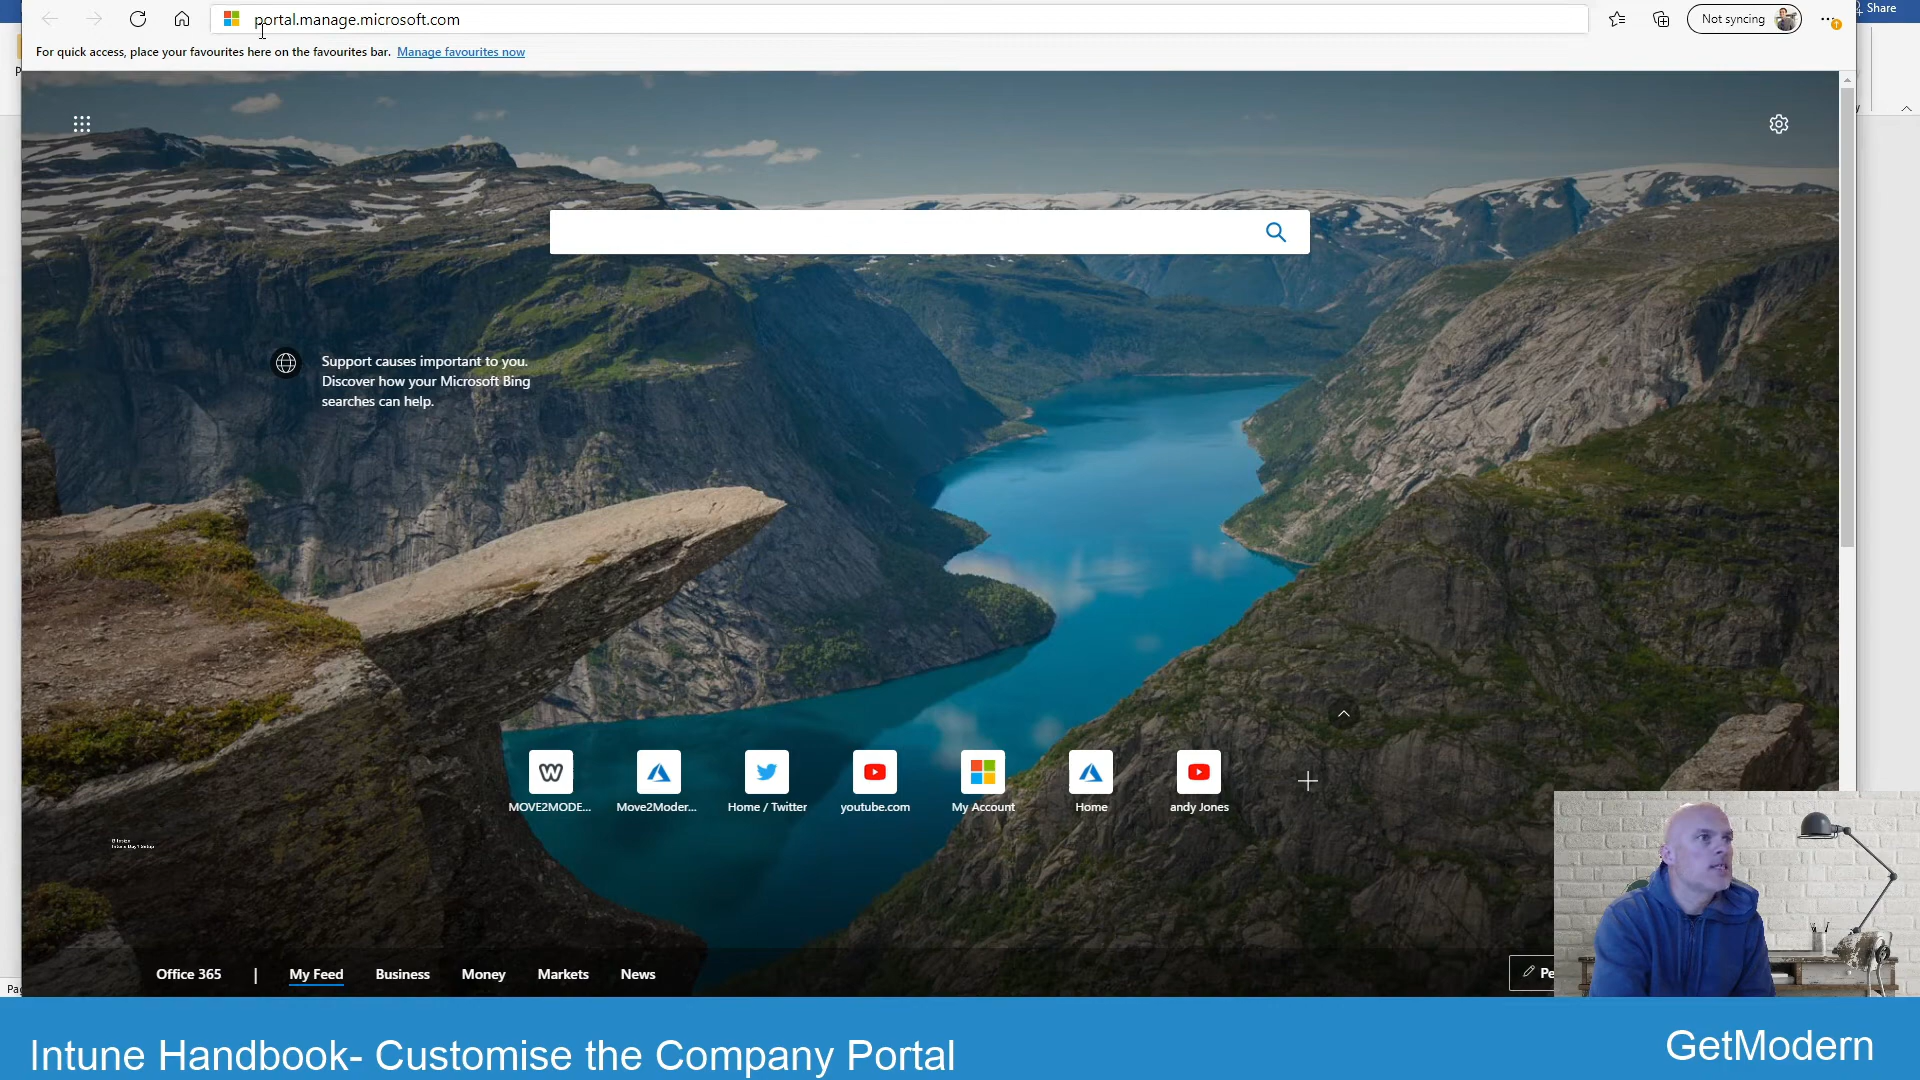 portal.manage.microsoft.com
Not syncing
Share
For quick access, place your favourites here on the favourites bar. Manage favourites now
Support causes important to you.
Discover how your Microsoft Bing
searches can help.
MOVE2MODE...
Move2Moder...
Home / Twitter
youtube.com
My Account
Home
andy Jones
Office 365 | My Feed Business Money Markets News
Pe
Intune Handbook- Customise the Company Portal
GetModern